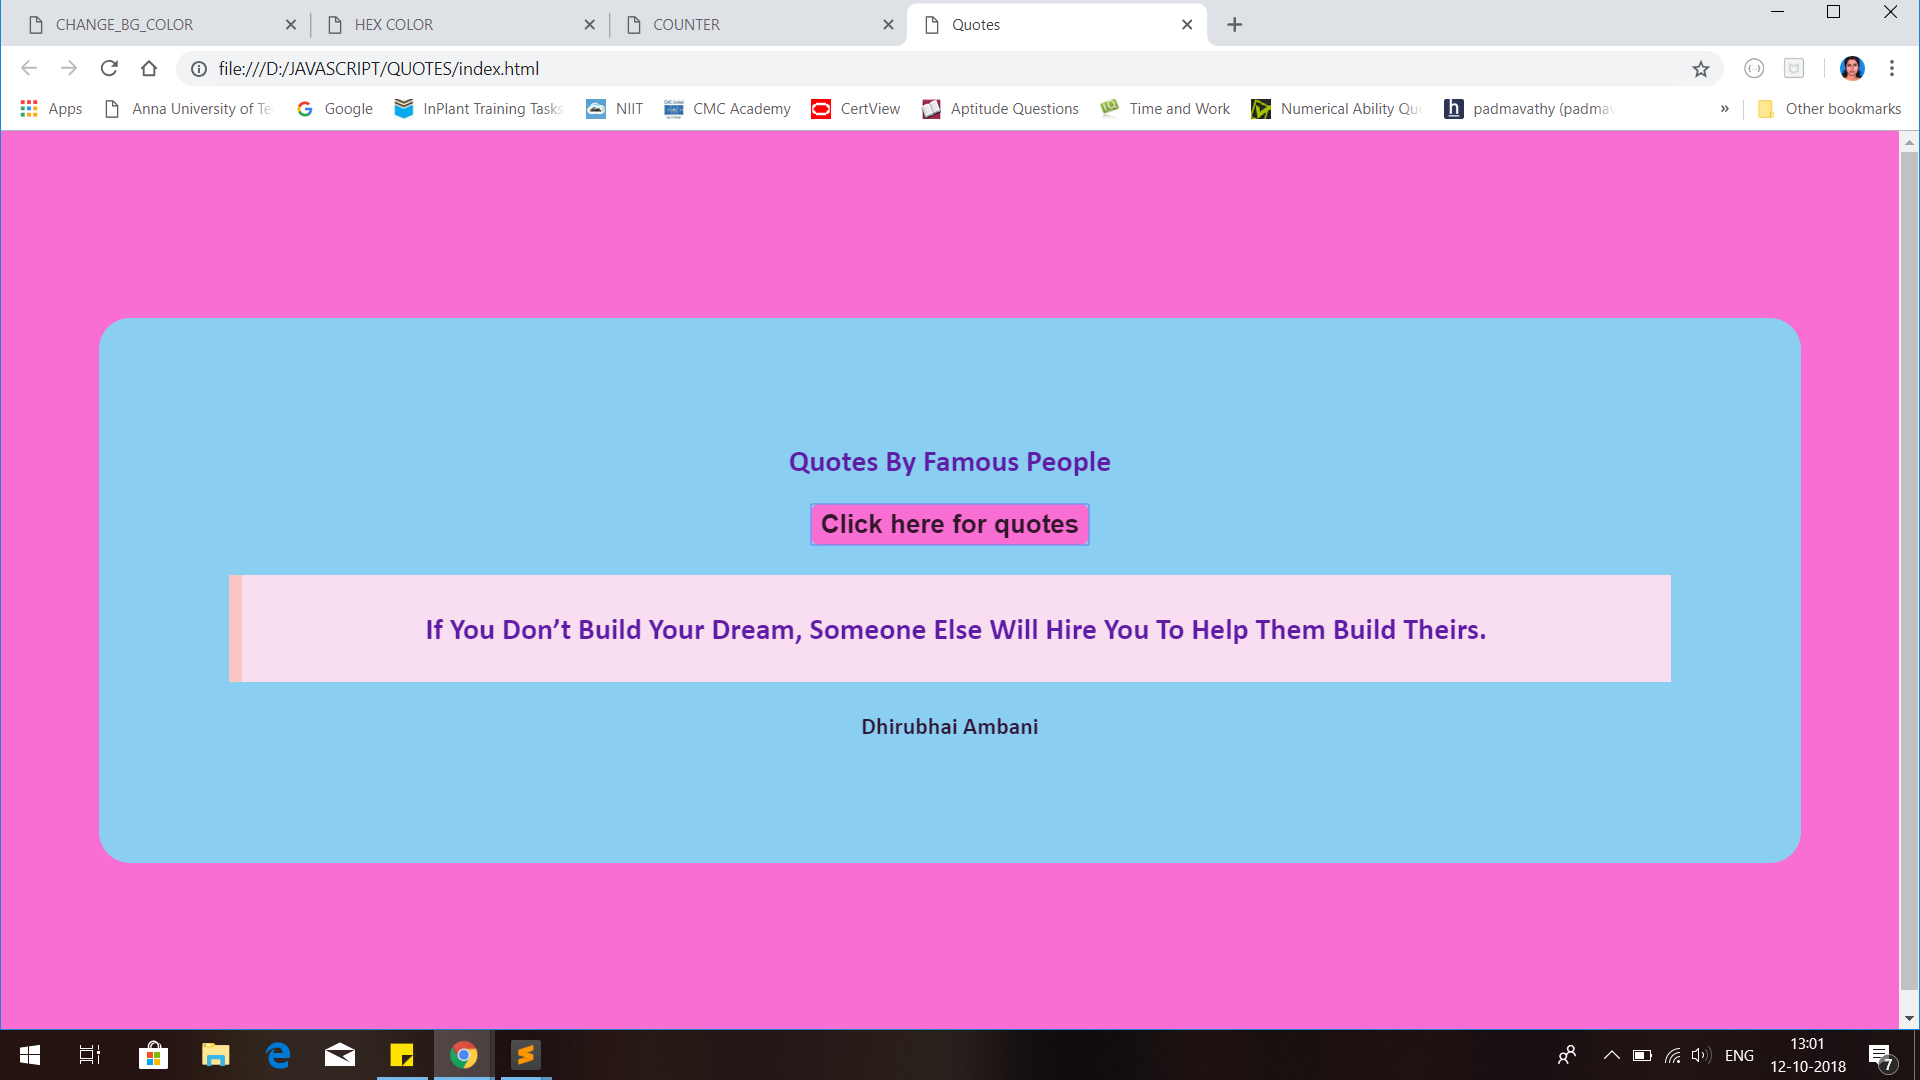 CHANGE_BG_COLOR HEX COLOR COUNTER Quotes
file:///D:/JAVASCRIPT/QUOTES/index.html
Apps Anna University of Te Google InPlant Training Tasks NIIT CMC Academy CertView Aptitude Questions Time and Work Numerical Ability Que h padmavathy (padmav » Other bookmarks
Quotes By Famous People
Click here for quotes
If You Don’t Build Your Dream, Someone Else Will Hire You To Help Them Build Theirs.
Dhirubhai Ambani
ENG
13:01
12-10-2018
7